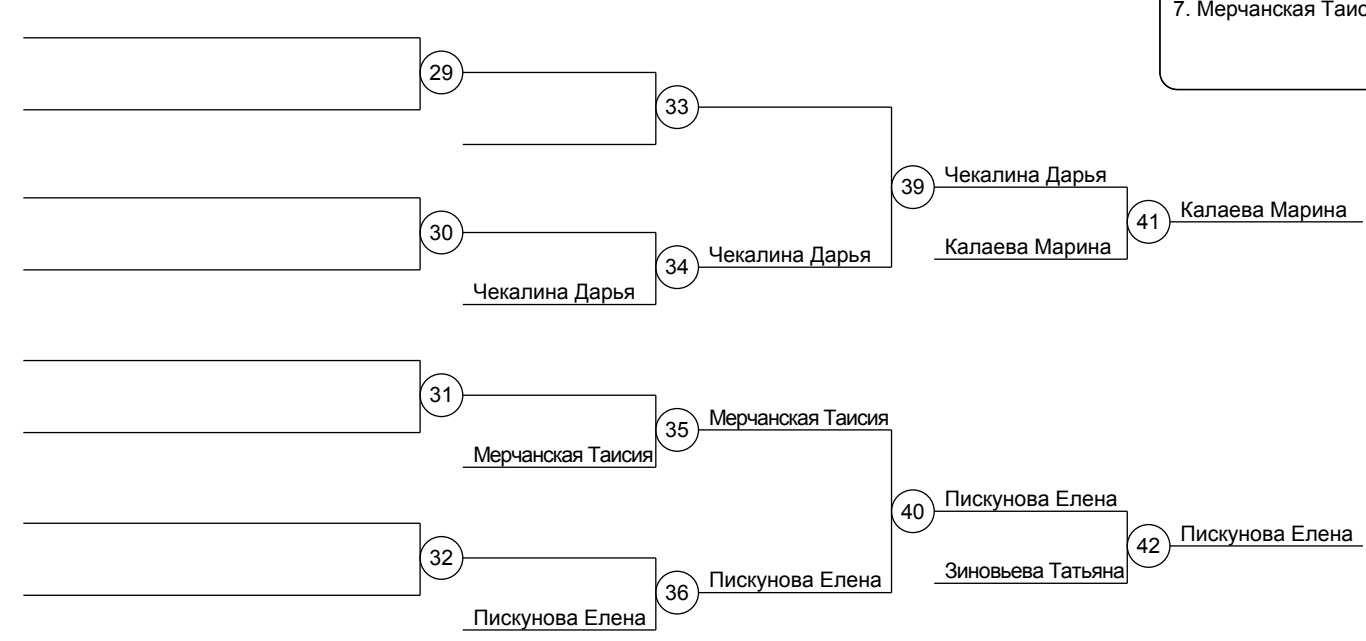 7. Мерчанская Таис
29
33
39
Чекалина Дарья
41
Калаева Марина
30
Калаева Марина
34
Чекалина Дарья
Чекалина Дарья
31
35
Мерчанская Таисия
Мерчанская Таисия
40
Пискунова Елена
42
Пискунова Елена
32
Зиновьева Татьяна
36
Пискунова Елена
Пискунова Елена